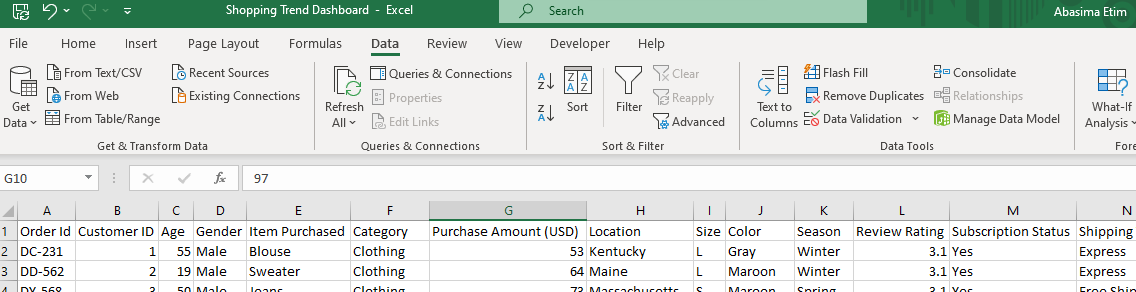 Shopping Trend Dashboard - Excel
Search
Abasima Etim
File Home Insert Page Layout Formulas Data Review View Developer Help
From Text/CSV Recent Sources Queries & Connections Clear Flash Fill Consolidate
From Web Existing Connections Properties Reapply Remove Duplicates Relationships
From Table/Range Edit Links Advanced Data Validation Manage Data Model
Get Data
Refresh All
Sort
Filter
Text to Columns
What-If Analysis
Get & Transform Data Queries & Connections Sort & Filter Data Tools Fore
G10 fx 97
A B C D E F G H I J K L M N
1 Order Id Customer ID Age Gender Item Purchased Category Purchase Amount (USD) Location Size Color Season Review Rating Subscription Status Shipping
2 DC-231 1 55 Male Blouse Clothing 53 Kentucky L Gray Winter 3.1 Yes Express
3 DD-562 2 19 Male Sweater Clothing 64 Maine L Maroon Winter 3.1 Yes Express
4 DY-568 3 50 Male Jeans Clothing 73 Massachusetts S Maroon Spring 3.1 Yes Free Ship